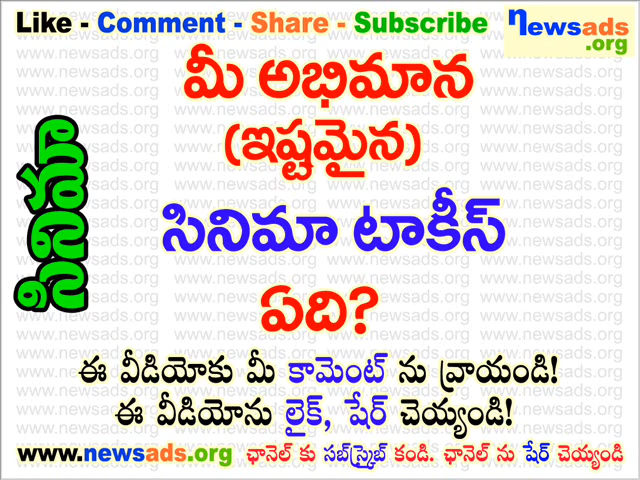 Like - Comment - Share - Subscribe
newsads
.org
మీ అభిమాన
(ఇష్టమైన)
సినిమా
సినిమా టాకీస్
ఏది?
ఈ వీడియోకు మీ కామెంట్ ను వ్రాయండి!
ఈ వీడియోను లైక్, షేర్ చెయ్యండి!
www.newsads.org ఛానెల్ కు సబ్‌స్క్రైబ్ కండి. ఛానెల్ ను షేర్ చెయ్యండి